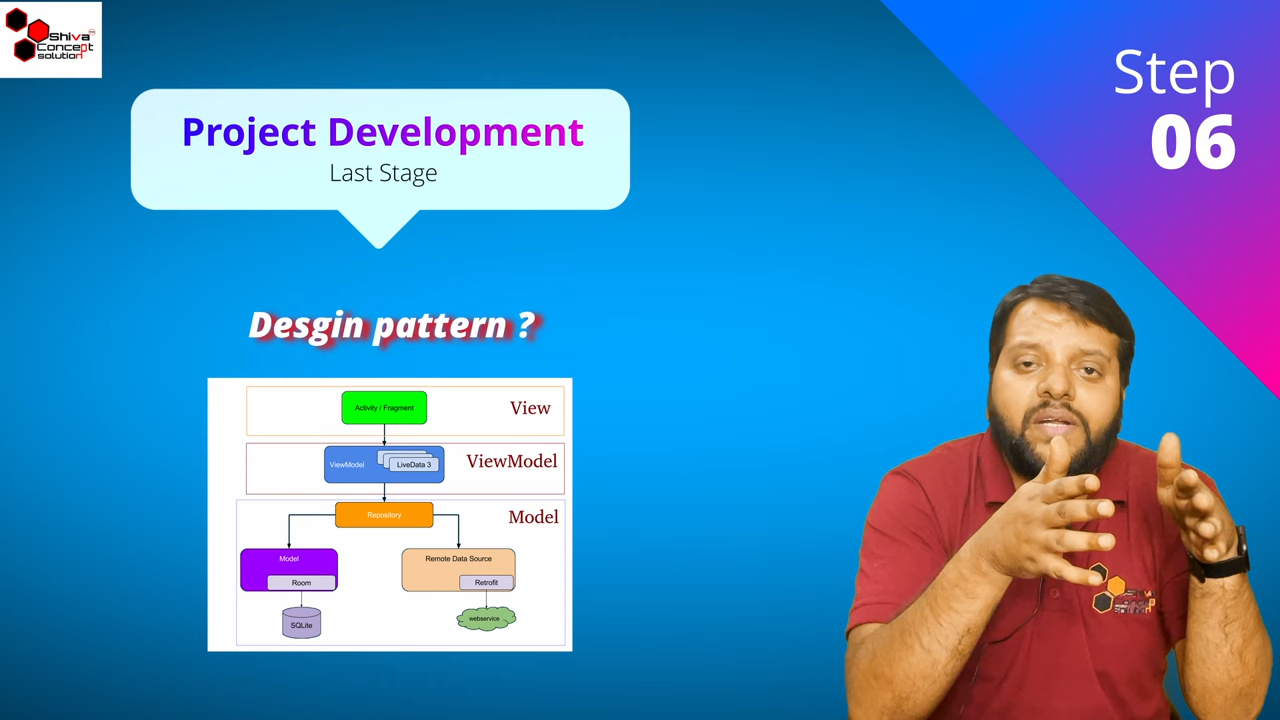 Shiva
Concept
solution
Step
06
Project Development
Last Stage
Desgin pattern ?
Activity / Fragment
View
ViewModel
LiveData 3
ViewModel
Repository
Model
Model
Room
Remote Data Source
Retrofit
SQLite
webservice